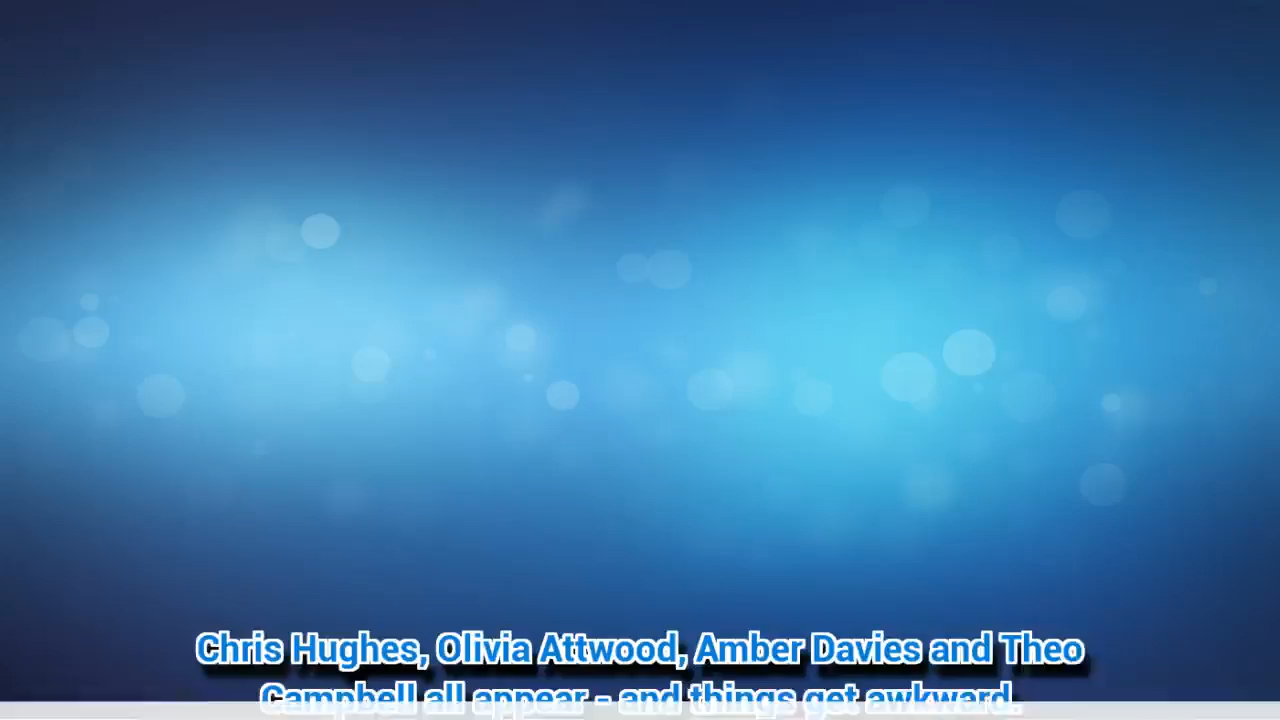 Chris Hughes, Olivia Attwood, Amber Davies and Theo
Campbell all appear - and things get awkward.